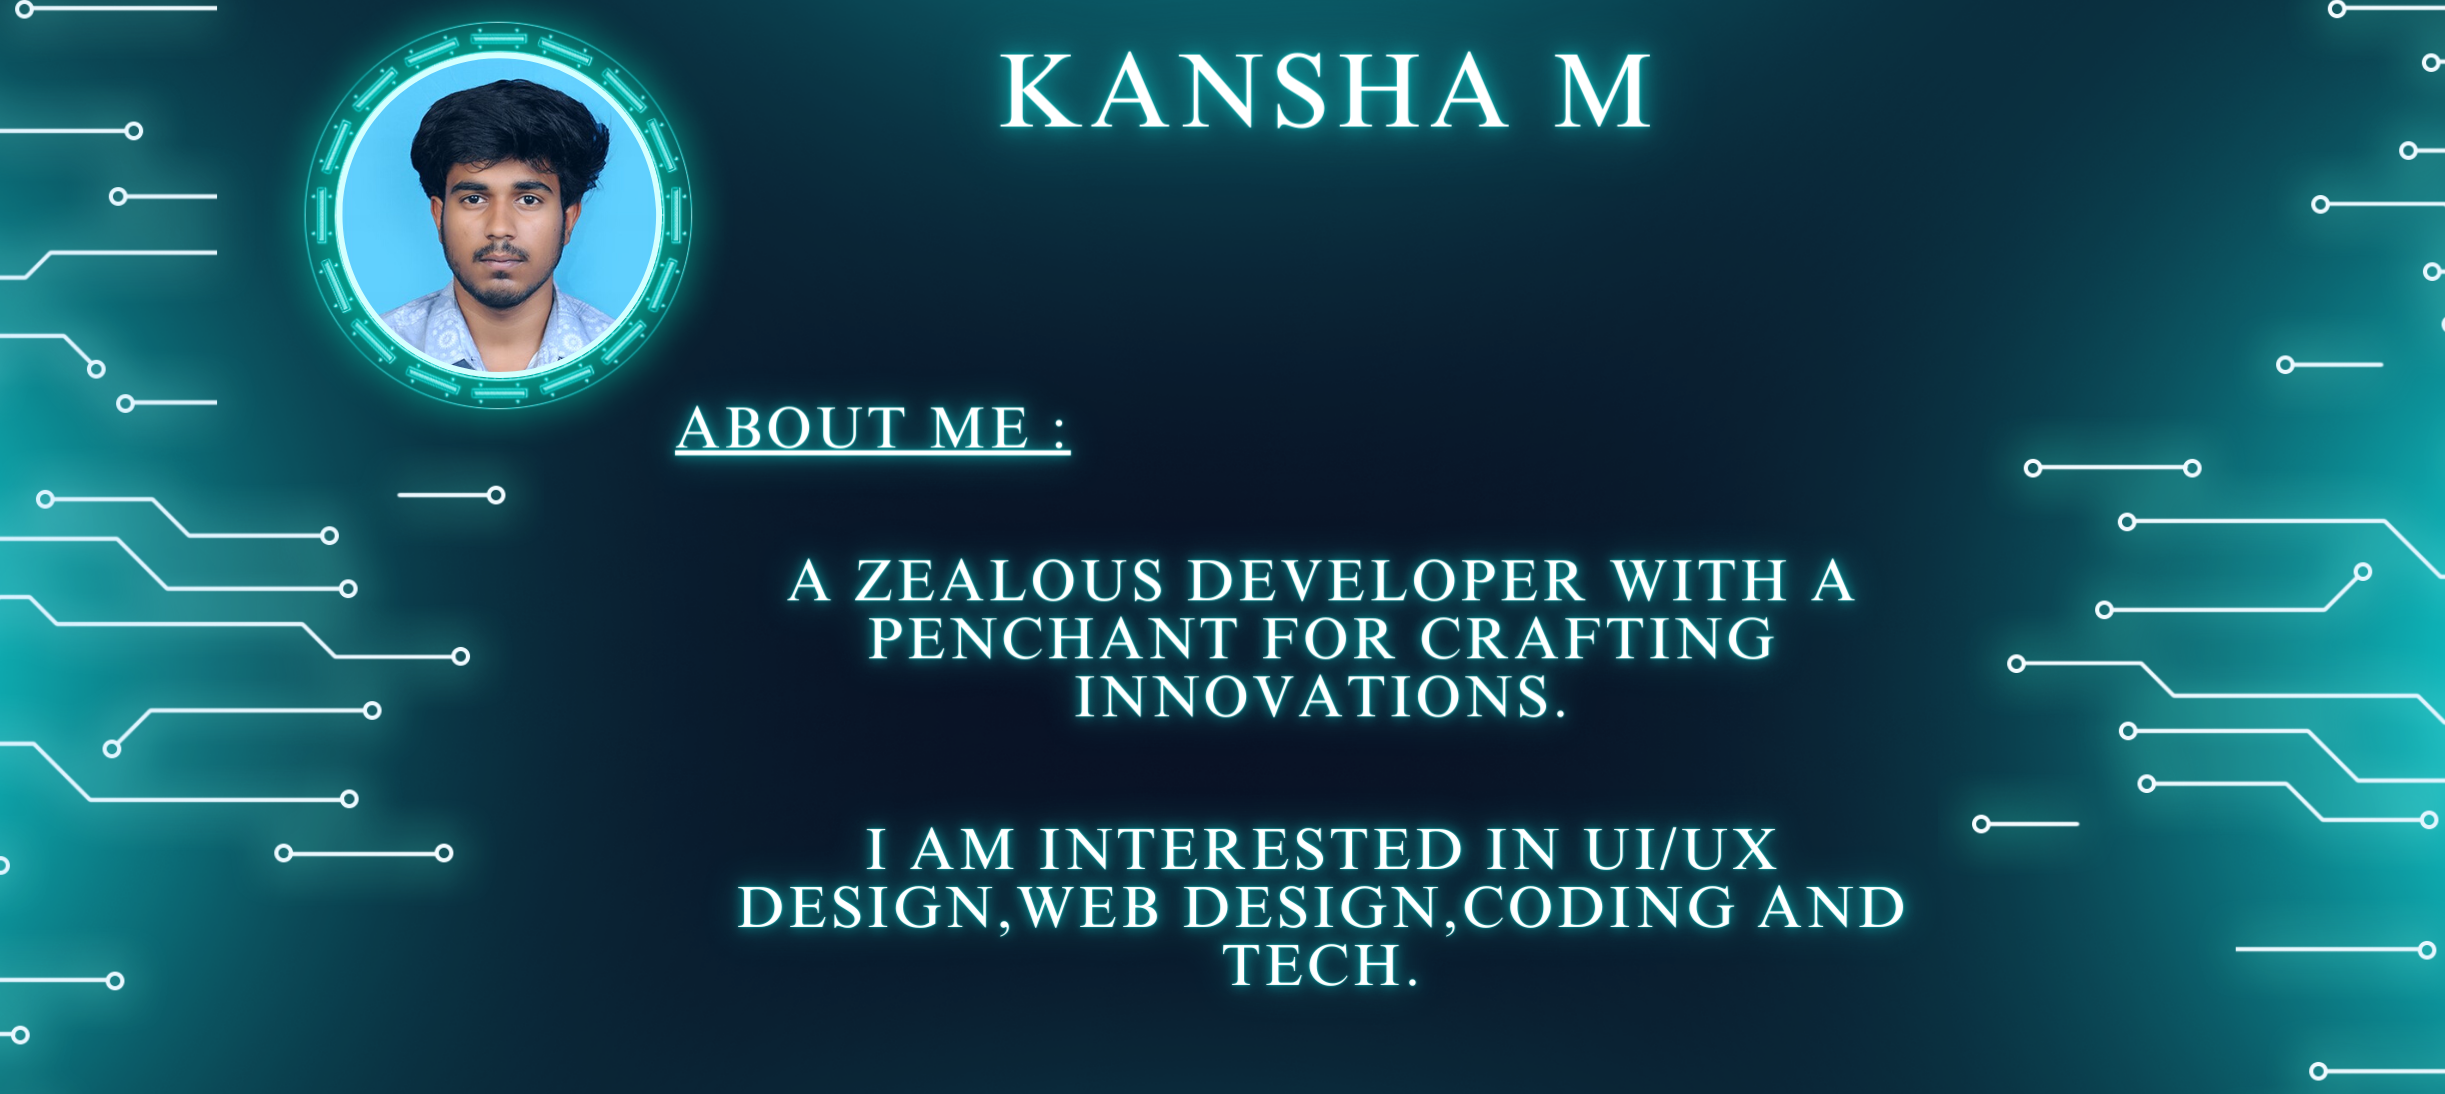 KANSHA M
ABOUT ME :
A ZEALOUS DEVELOPER WITH A
PENCHANT FOR CRAFTING
INNOVATIONS.
I AM INTERESTED IN UI/UX
DESIGN,WEB DESIGN,CODING AND
TECH.